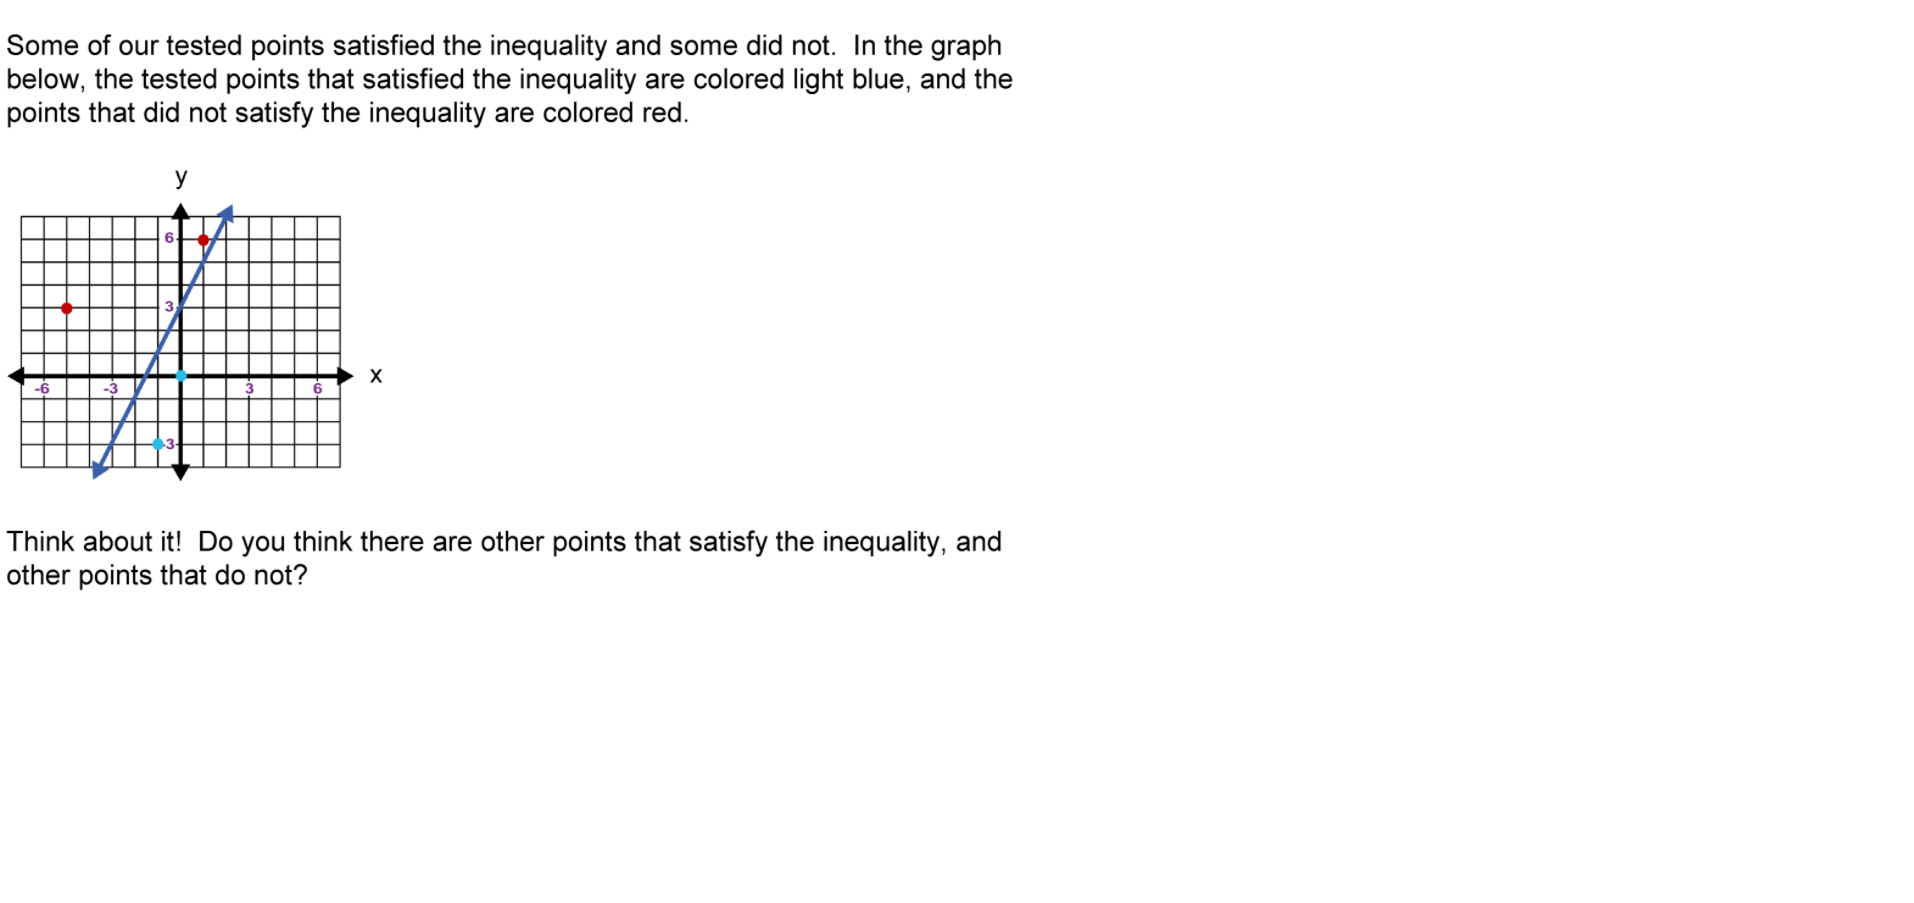 Some of our tested points satisfied the inequality and some did not.  In the graph
below, the tested points that satisfied the inequality are colored light blue, and the
points that did not satisfy the inequality are colored red.
y
6
3
x
-6 -3 3 6
-3
Think about it!  Do you think there are other points that satisfy the inequality, and
other points that do not?